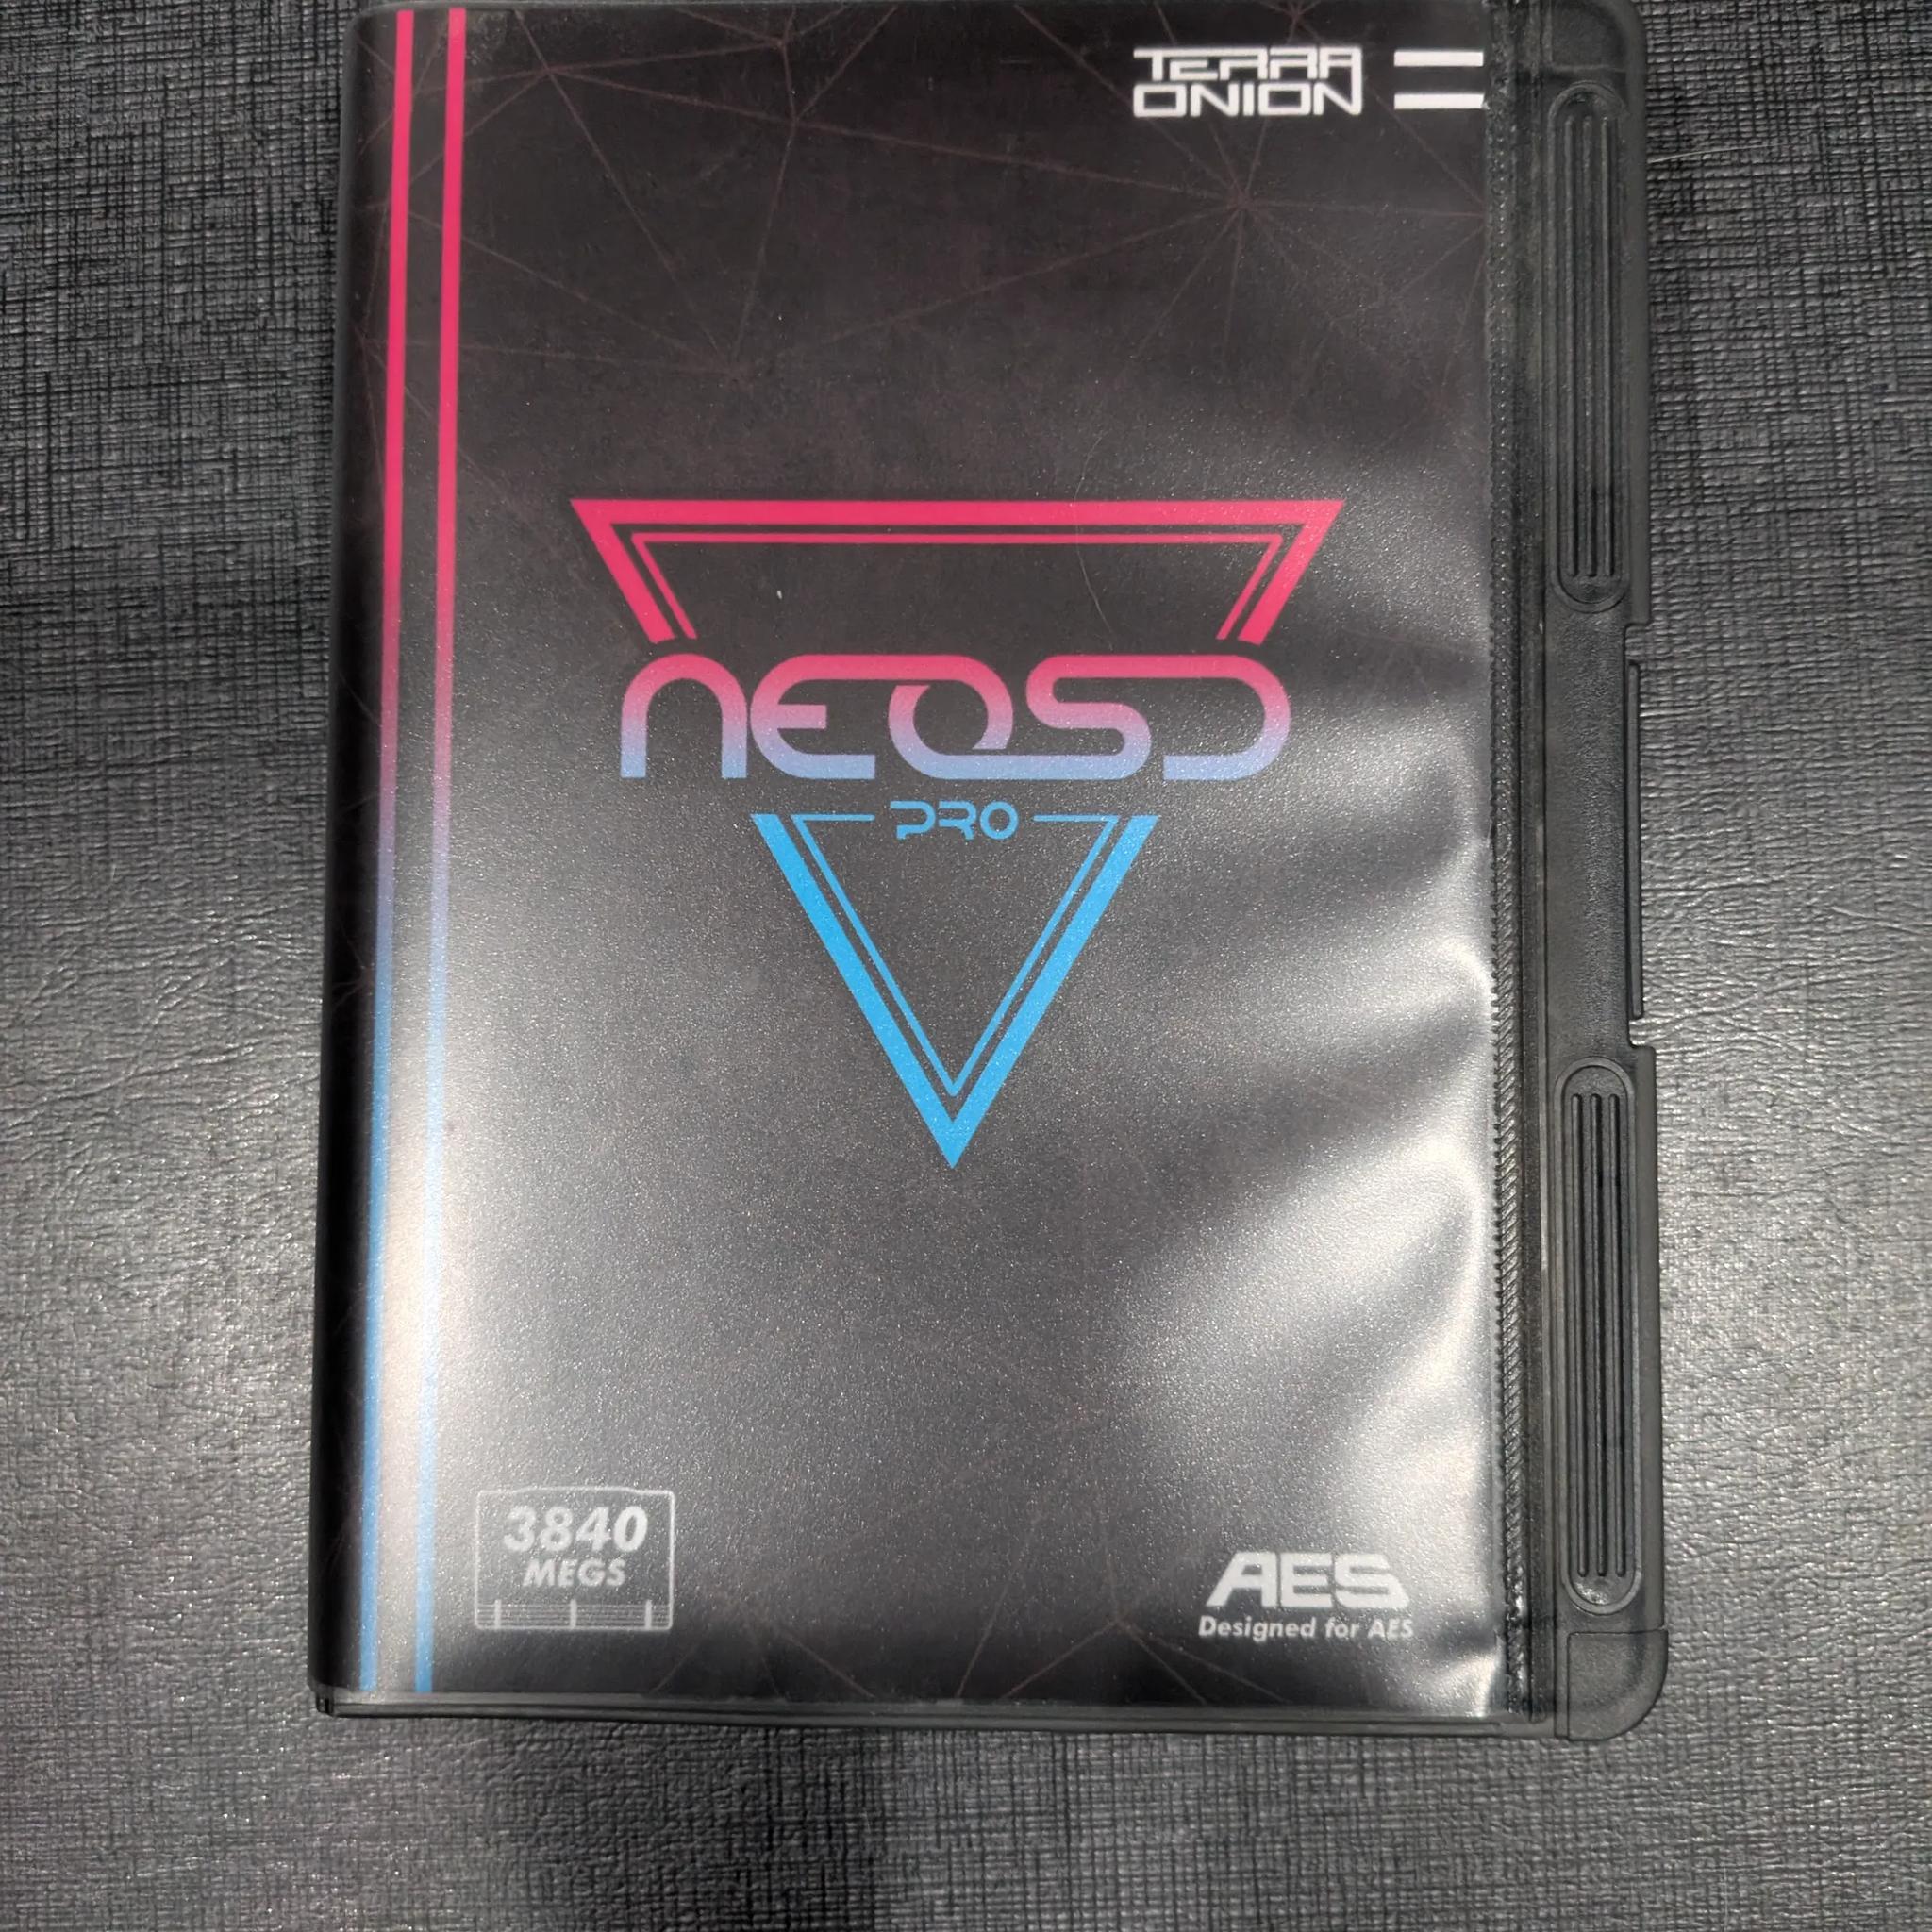 TERRA
ONION
NEOSD
PRO
3840
MEGS
AES
Designed for AES